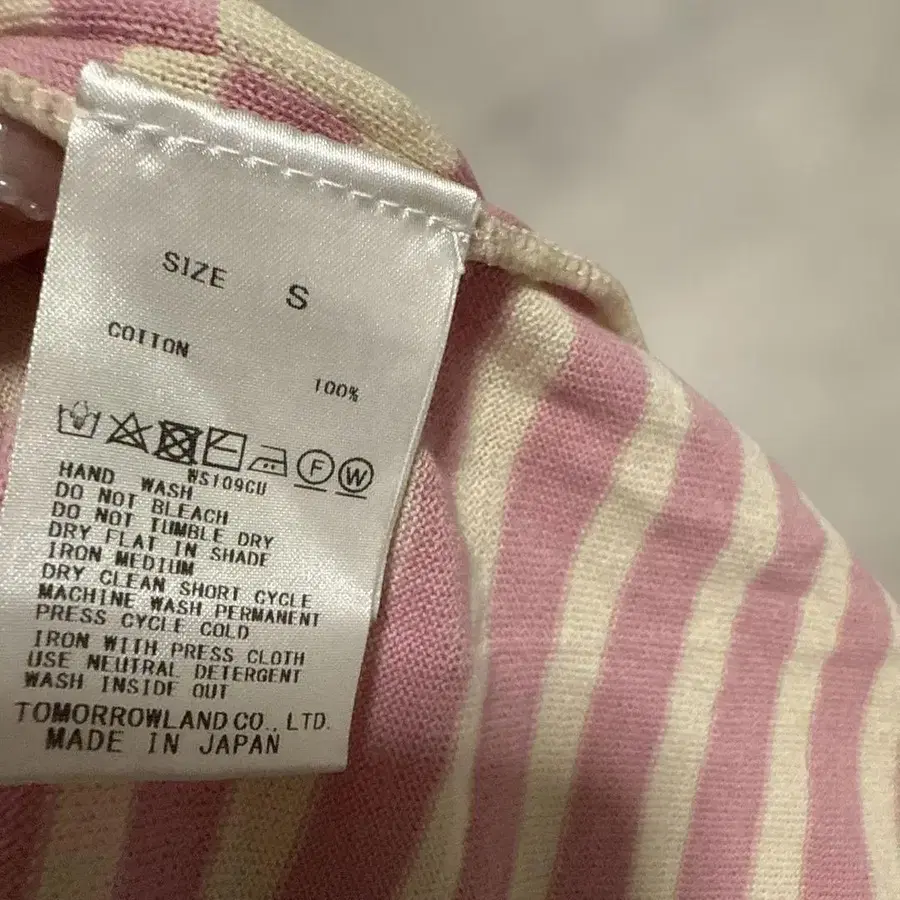 SIZE S
COTTON
100%
F W
WS109CU
HAND WASH
DO NOT BLEACH
DO NOT TUMBLE DRY
DRY FLAT IN SHADE
IRON MEDIUM
DRY CLEAN SHORT CYCLE
MACHINE WASH PERMANENT
PRESS CYCLE COLD
IRON WITH PRESS CLOTH
USE NEUTRAL DETERGENT
WASH INSIDE OUT
TOMORROWLAND CO., LTD.
MADE IN JAPAN